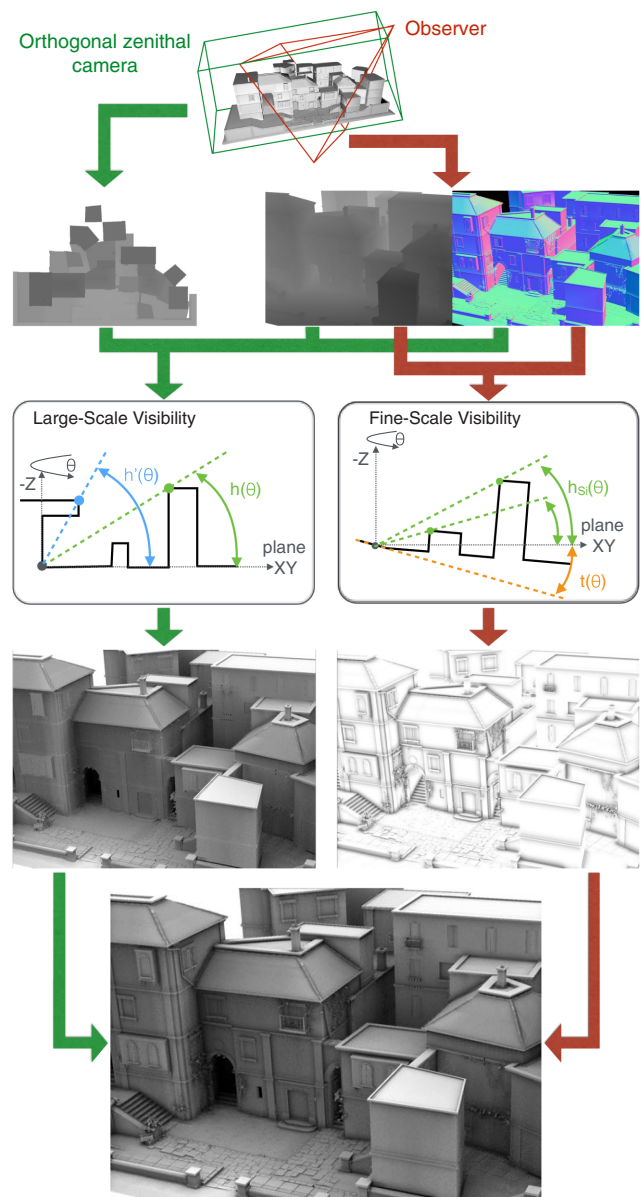 Orthogonal zenithal
camera
Observer
Large-Scale Visibility
-Z
θ
h'(θ)
h(θ)
plane
XY
Fine-Scale Visibility
θ
-Z
hSi(θ)
plane
XY
t(θ)